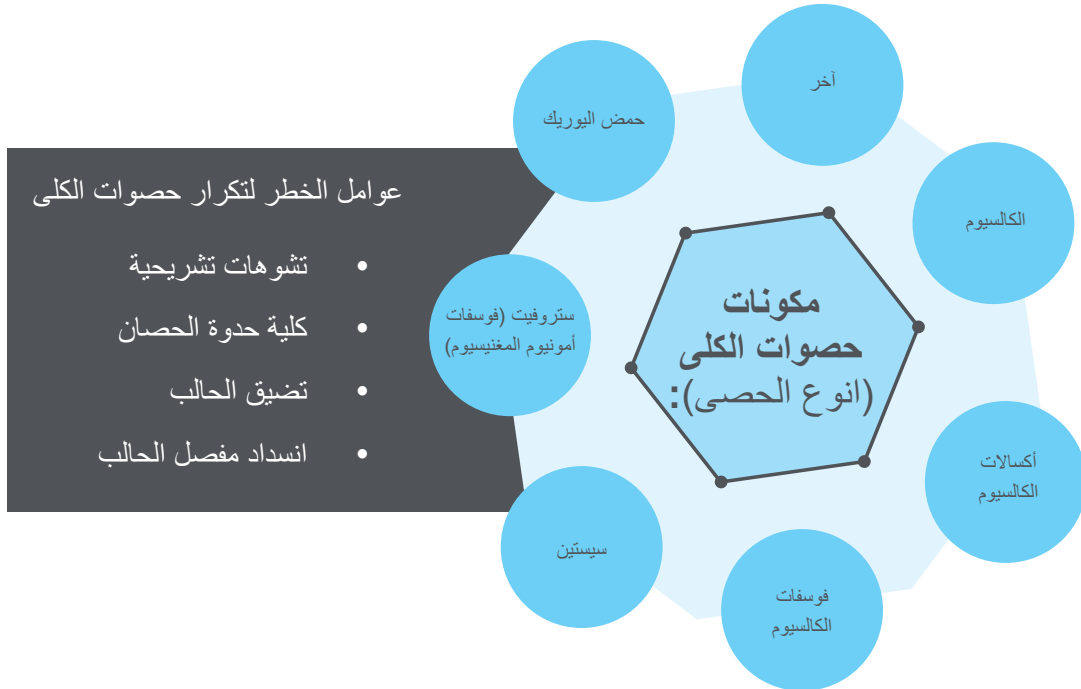 آخر
حمض اليوريك
الكالسيوم
عوامل الخطر لتكرار حصوات الكلى
• تشوهات تشريحية
• كلية حدوة الحصان
• تضيق الحالب
• انسداد مفصل الحالب
ستروفيت (فوسفات
أمونيوم المغنيسيوم)
مكونات
حصوات الكلى
(انوع الحصى):
أكسالات
الكالسيوم
سيستين
فوسفات
الكالسيوم